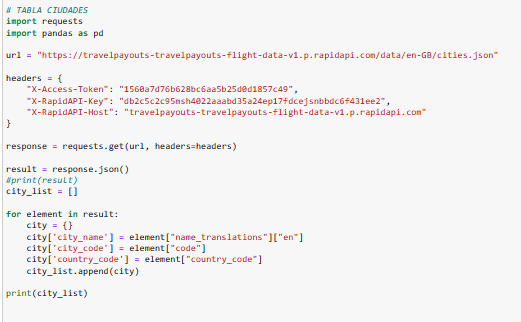 # TABLA CIUDADES
import requests
import pandas as pd
url = "https://travelpayouts-travelpayouts-flight-data-v1.p.rapidapi.com/data/en-GB/cities.json"
headers = {
"X-Access-Token": "1560a7d76b628bc6aa5b25d0d1857c49",
"X-RapidAPI-Key": "db2c5c2c95msh4022aaabd35a24ep17fdcejsnbbdc6f431ee2",
"X-RapidAPI-Host": "travelpayouts-travelpayouts-flight-data-v1.p.rapidapi.com"
}
response = requests.get(url, headers=headers)
result = response.json()
#print(result)
city_list = []
for element in result:
city = {}
city['city_name'] = element["name_translations"]["en"]
city['city_code'] = element["code"]
city['country_code'] = element["country_code"]
city_list.append(city)
print(city_list)